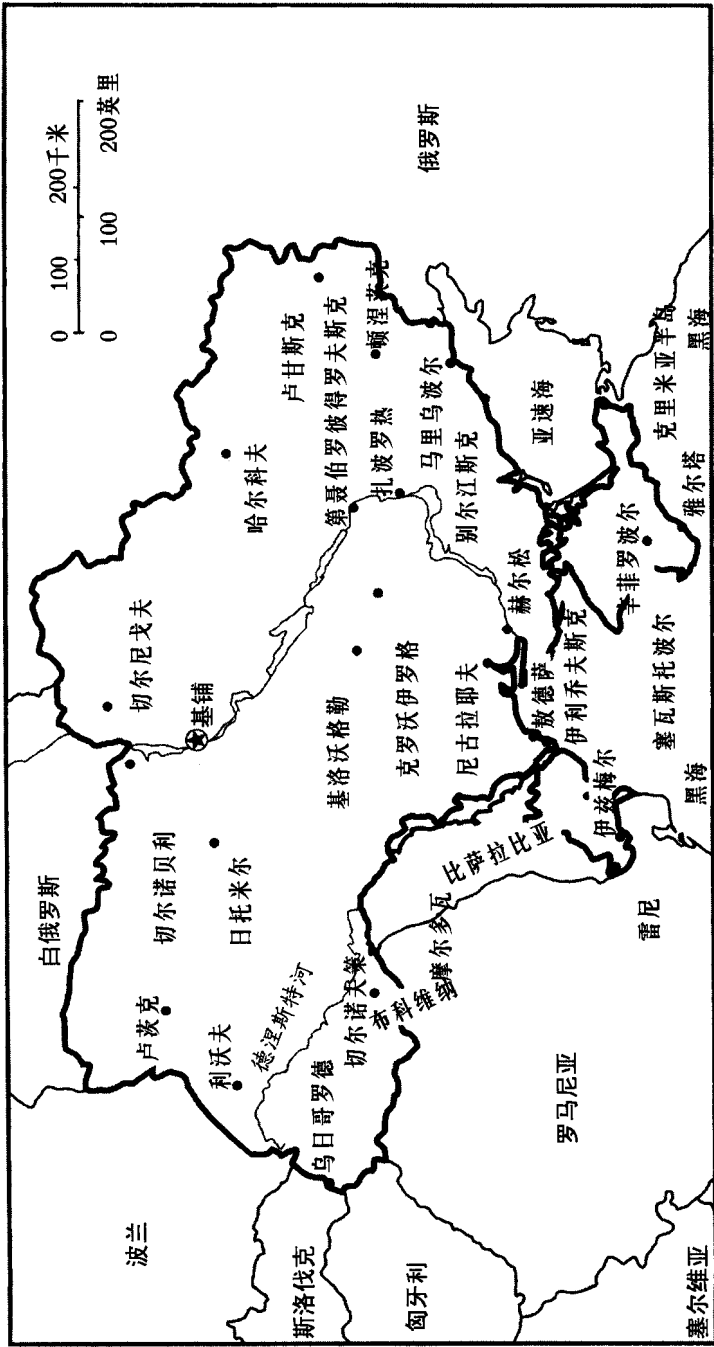 0 100 200千米
0 100 200英里
俄罗斯
白俄罗斯
波兰
斯洛伐克
匈牙利
罗马尼亚
塞尔维亚
摩尔多瓦
切尔尼戈夫
基铺
切尔诺贝利
日托米尔
卢茨克
利沃夫
德涅斯特河
乌日哥罗德
切尔诺夫策
布科维纳
比萨拉比亚
哈尔科夫
卢甘斯克
第聂伯罗彼得罗夫斯克
顿涅茨克
扎波罗热
马里乌波尔
别尔江斯克
基洛沃格勒
克罗沃伊罗格
尼古拉耶夫
赫尔松
敖德萨
伊利乔夫斯克
伊兹梅尔
雷尼
亚速海
克里米亚半岛
辛菲罗波尔
雅尔塔
塞瓦斯托波尔
黑海
黑海